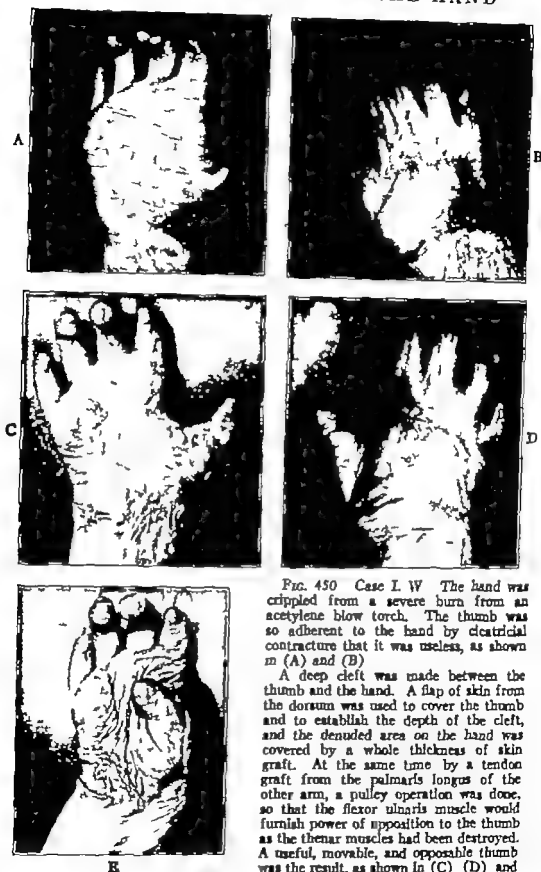 HAND
A
B
C
D
E
FIG. 450 Case I. W The hand was
crippled from a severe burn from an
acetylene blow torch. The thumb was
so adherent to the hand by cicatricial
contracture that it was useless, as shown
in (A) and (B)
A deep cleft was made between the
thumb and the hand. A flap of skin from
the dorsum was used to cover the thumb
and to establish the depth of the cleft,
and the denuded area on the hand was
covered by a whole thickness of skin
graft. At the same time by a tendon
graft from the palmaris longus of the
other arm, a pulley operation was done,
so that the flexor ulnaris muscle would
furnish power of opposition to the thumb
as the thenar muscles had been destroyed.
A useful, movable, and opposable thumb
was the result, as shown in (C) (D) and